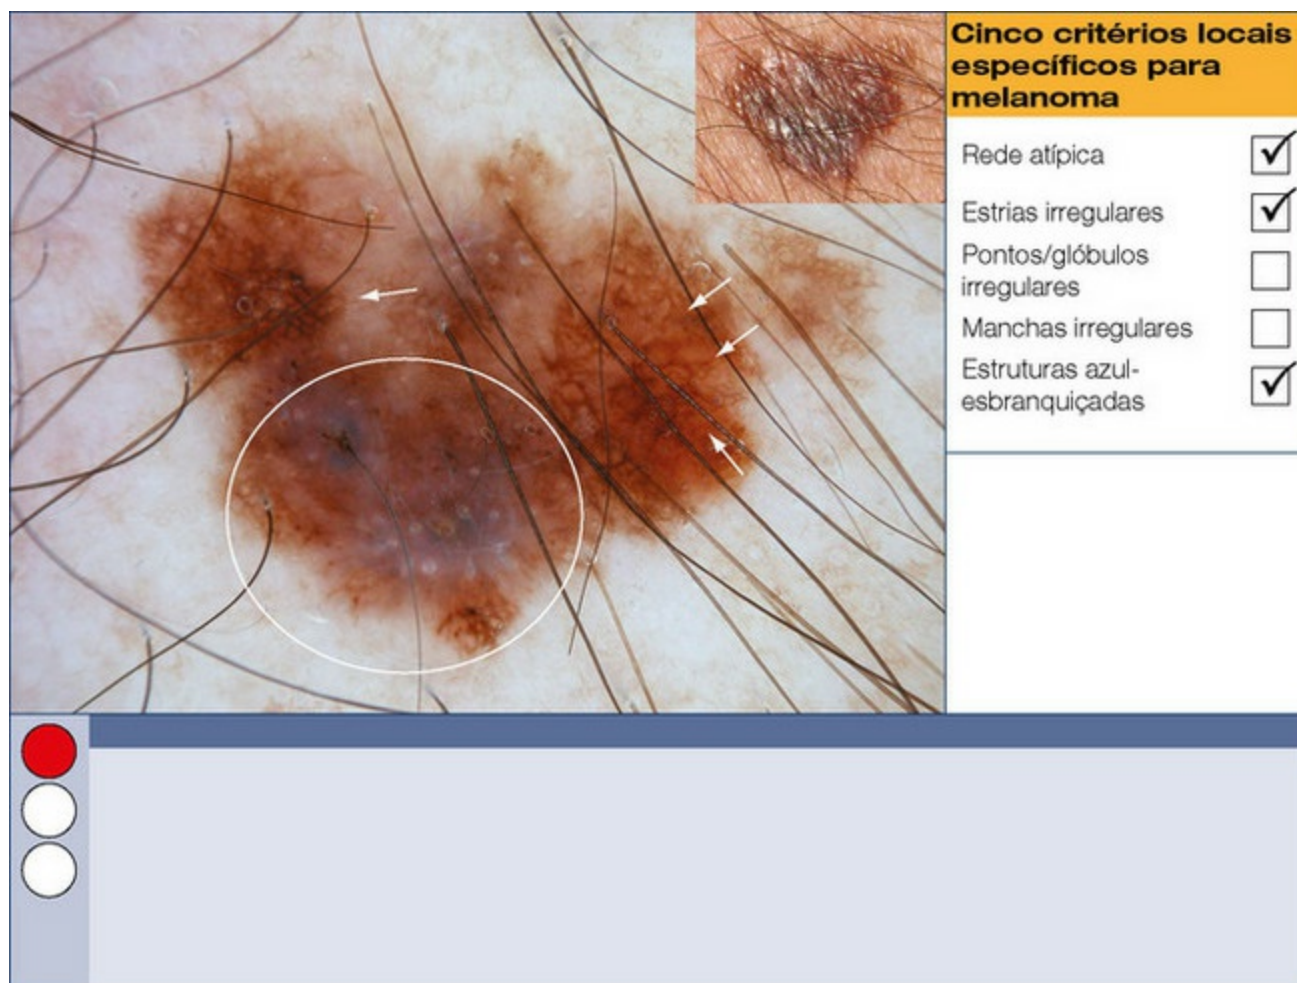 Cinco critérios locais
específicos para
melanoma
Rede atípica
Estrias irregulares
Pontos/glóbulos
irregulares
Manchas irregulares
Estruturas azul-
esbranquiçadas